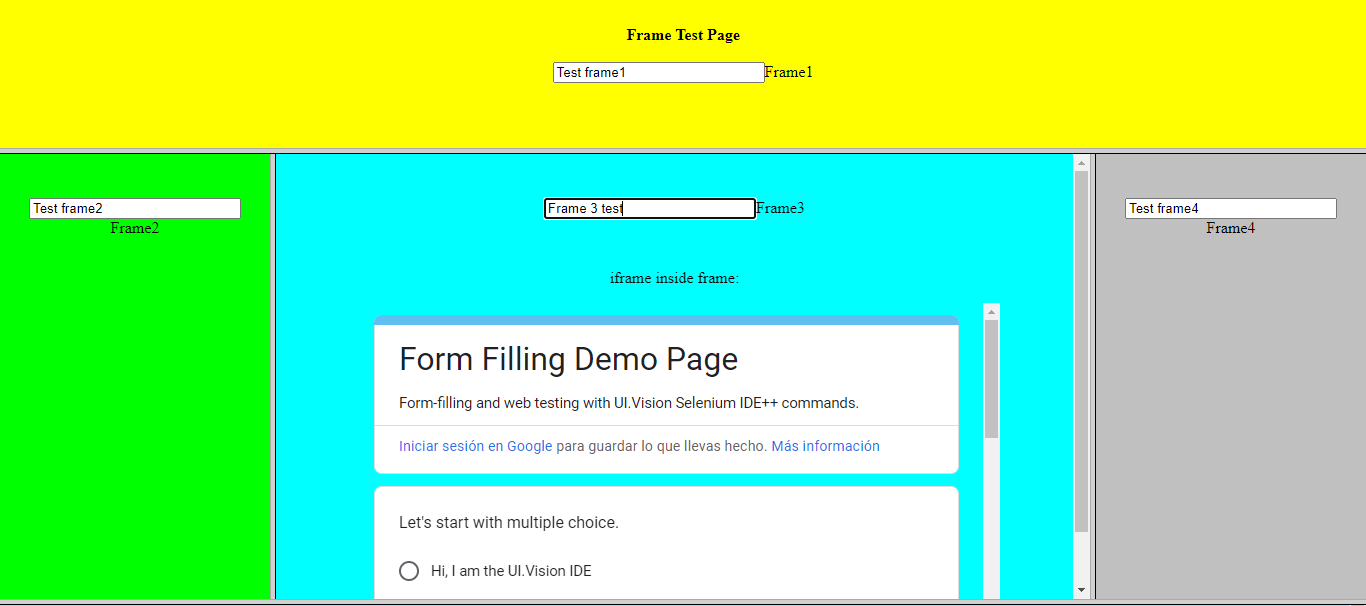 Frame Test Page
Test frame1 Frame1
Test frame2
Frame2
Frame 3 test Frame3
iframe inside frame:
Form Filling Demo Page
Form-filling and web testing with UI.Vision Selenium IDE++ commands.
Iniciar sesión en Google para guardar lo que llevas hecho. Más información
Let's start with multiple choice.
Hi, I am the UI.Vision IDE
Test frame4
Frame4